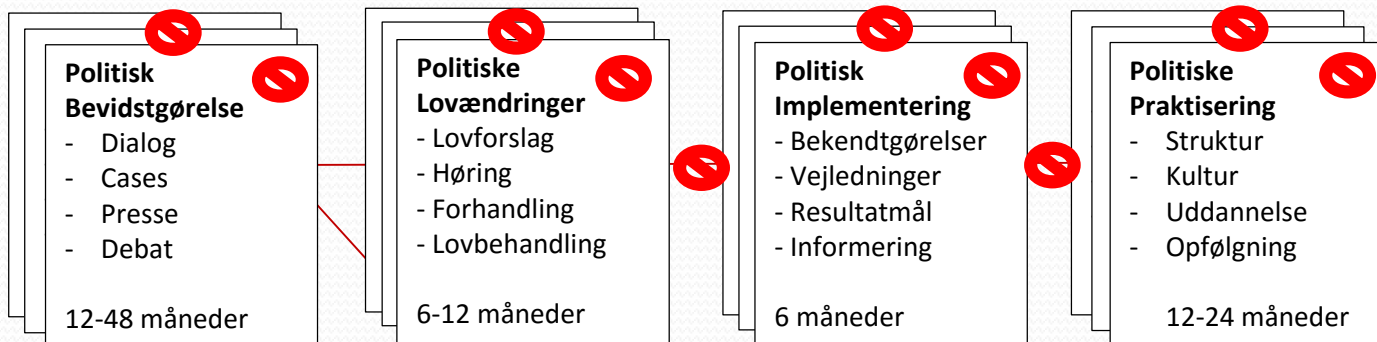 Politisk
Bevidstgørelse
- Dialog
- Cases
- Presse
- Debat
12-48 måneder
Politiske
Lovændringer
- Lovforslag
- Høring
- Forhandling
- Lovbehandling
6-12 måneder
Politisk
Implementering
- Bekendtgørelser
- Vejledninger
- Resultatmål
- Informering
6 måneder
Politiske
Praktisering
- Struktur
- Kultur
- Uddannelse
- Opfølgning
12-24 måneder